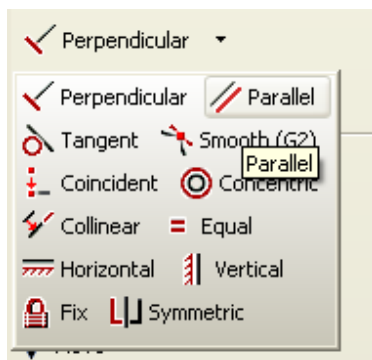 Perpendicular
Perpendicular Parallel
Tangent Smooth (G2)
Parallel
Coincident Concentric
Collinear Equal
Horizontal Vertical
Fix Symmetric